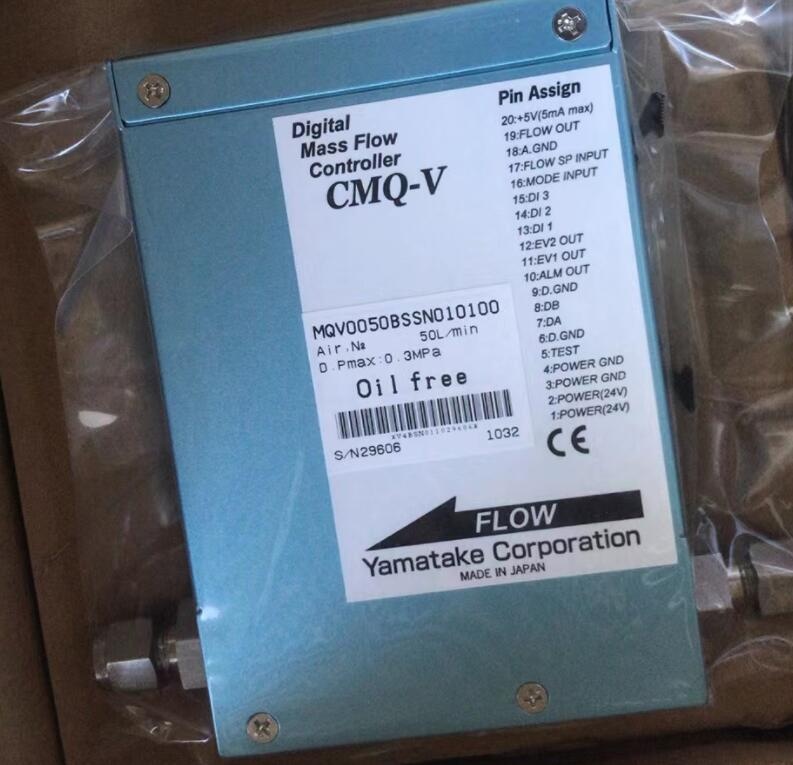 Digital
Mass Flow
Controller
CMQ-V
Pin Assign
20:+5V(5mA max)
19:FLOW OUT
18:A.GND
17:FLOW SP INPUT
16:MODE INPUT
15:DI 3
14:DI 2
13:DI 1
12:EV2 OUT
11:EV1 OUT
10:ALM OUT
9:D.GND
8:DB
7:DA
6:D.GND
5:TEST
4:POWER GND
3:POWER GND
2:POWER(24V)
1:POWER(24V)
CE
MQV0050BSSN010100
Air,N₂ 50L/min
D.Pmax:0.3MPa
Oil free
S/N29606 1032
FLOW
Yamatake Corporation
MADE IN JAPAN